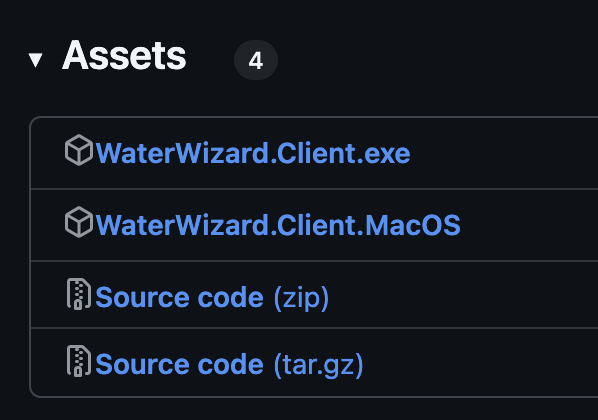 Assets 4
WaterWizard.Client.exe
WaterWizard.Client.MacOS
Source code (zip)
Source code (tar.gz)